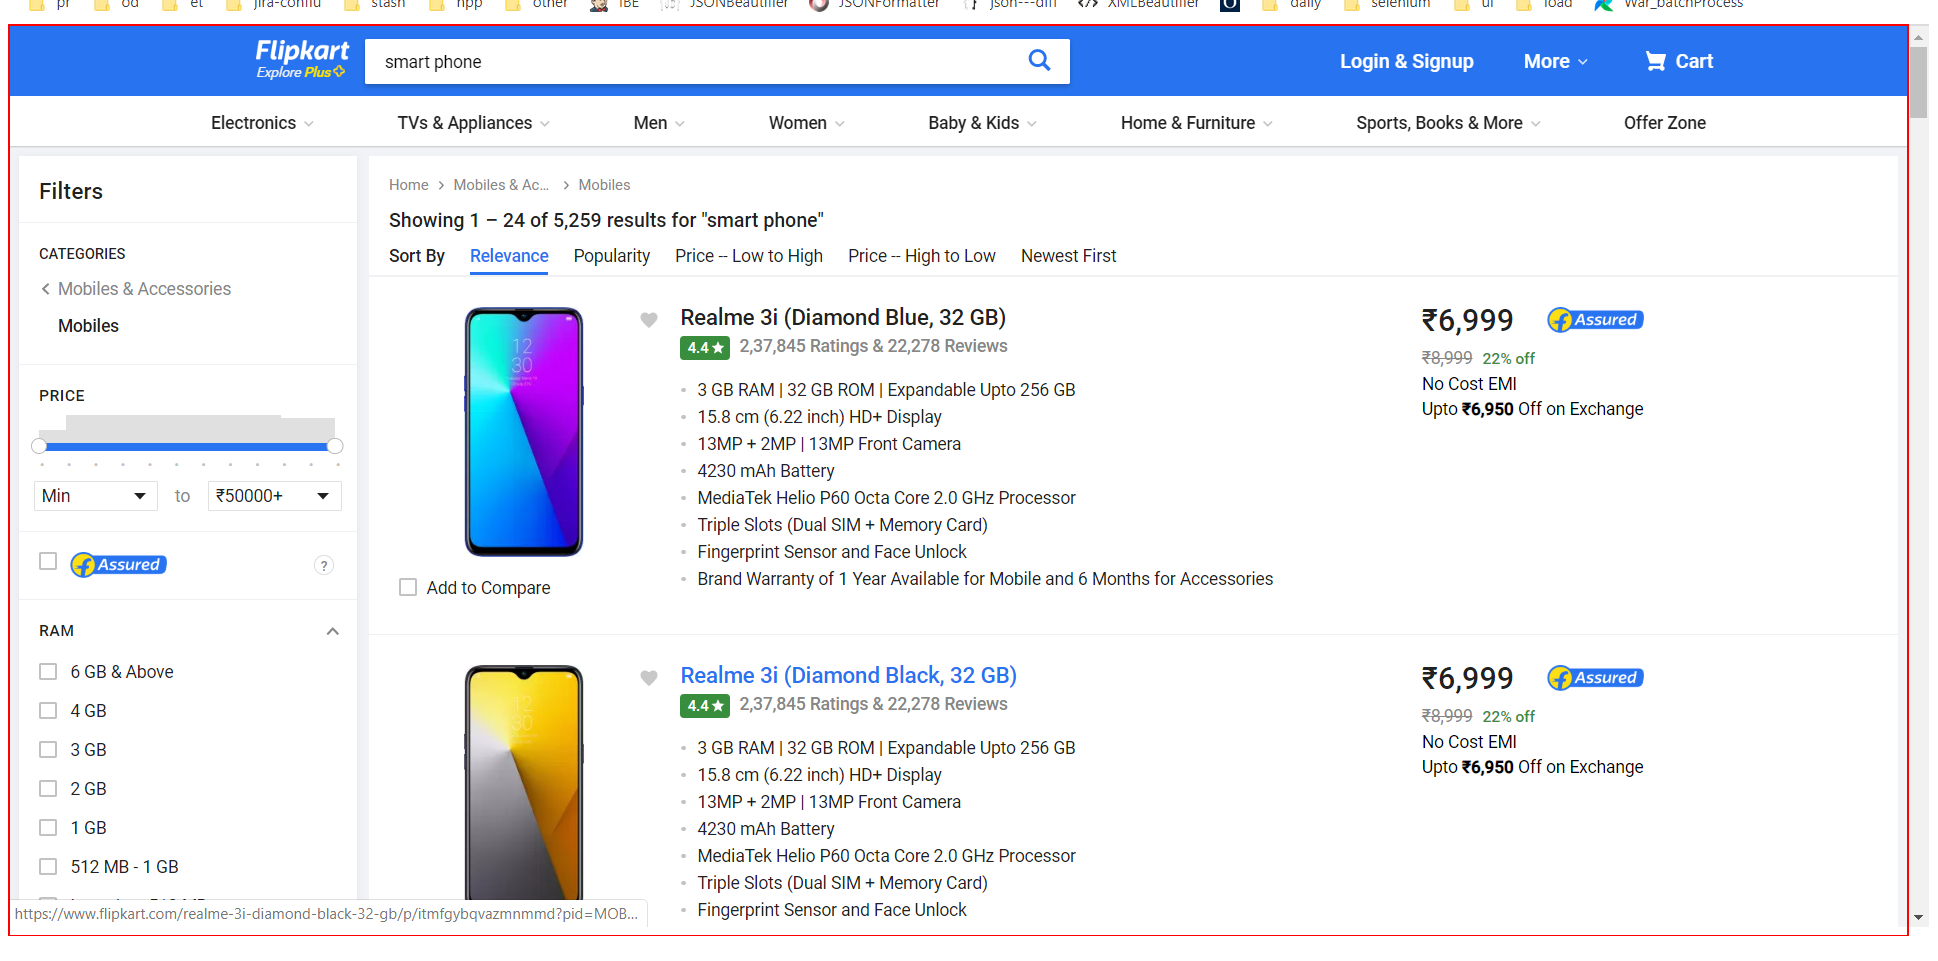 pr od et jira-conflu stash npp other IBE JSONBeautifier JSONFormatter json---diff XMLBeautifier daily selenium ui load War_batchProcess
Flipkart
Explore Plus
smart phone
Login & Signup More Cart
Electronics TVs & Appliances Men Women Baby & Kids Home & Furniture Sports, Books & More Offer Zone
Filters
CATEGORIES
Mobiles & Accessories
Mobiles
PRICE
Min to ₹50000+
Assured ?
RAM
6 GB & Above
4 GB
3 GB
2 GB
1 GB
512 MB - 1 GB
Home > Mobiles & Ac... > Mobiles
Showing 1 – 24 of 5,259 results for "smart phone"
Sort By Relevance Popularity Price -- Low to High Price -- High to Low Newest First
12
30
Add to Compare
Realme 3i (Diamond Blue, 32 GB)
4.4★ 2,37,845 Ratings & 22,278 Reviews
3 GB RAM | 32 GB ROM | Expandable Upto 256 GB
15.8 cm (6.22 inch) HD+ Display
13MP + 2MP | 13MP Front Camera
4230 mAh Battery
MediaTek Helio P60 Octa Core 2.0 GHz Processor
Triple Slots (Dual SIM + Memory Card)
Fingerprint Sensor and Face Unlock
Brand Warranty of 1 Year Available for Mobile and 6 Months for Accessories
₹6,999 Assured
₹8,999 22% off
No Cost EMI
Upto ₹6,950 Off on Exchange
12
30
Realme 3i (Diamond Black, 32 GB)
4.4★ 2,37,845 Ratings & 22,278 Reviews
3 GB RAM | 32 GB ROM | Expandable Upto 256 GB
15.8 cm (6.22 inch) HD+ Display
13MP + 2MP | 13MP Front Camera
4230 mAh Battery
MediaTek Helio P60 Octa Core 2.0 GHz Processor
Triple Slots (Dual SIM + Memory Card)
Fingerprint Sensor and Face Unlock
₹6,999 Assured
₹8,999 22% off
No Cost EMI
Upto ₹6,950 Off on Exchange
https://www.flipkart.com/realme-3i-diamond-black-32-gb/p/itmfgybqvazmnmmd?pid=MOB...